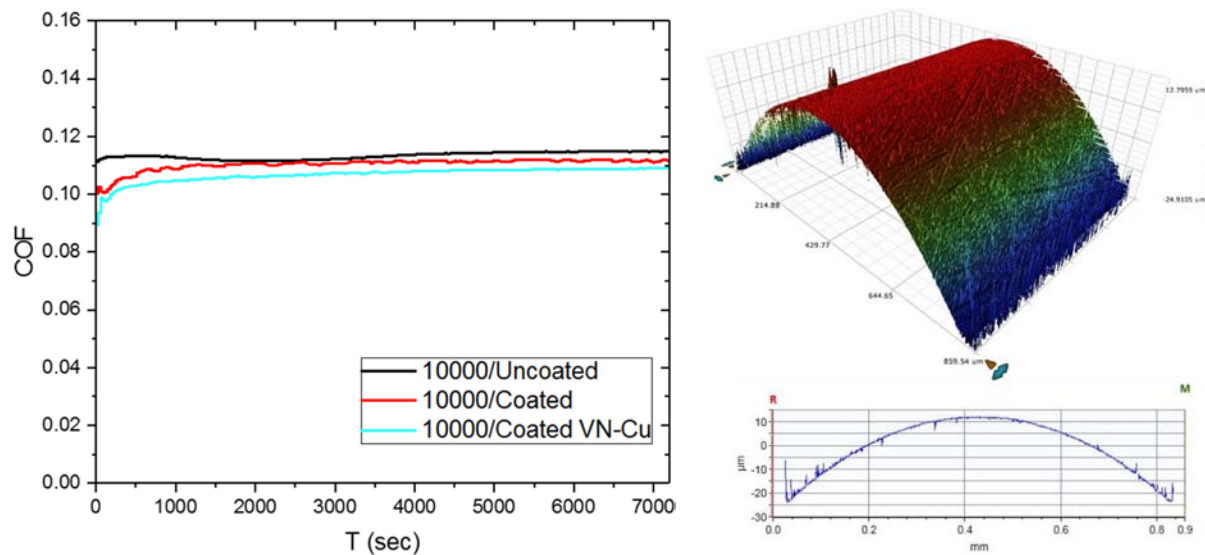 0.16
0.14
0.12
0.10
0.08
0.06
0.04
0.02
0.00
COF
0 1000 2000 3000 4000 5000 6000 7000
T (sec)
10000/Uncoated
10000/Coated
10000/Coated VN-Cu
12.7955 um
-24.9105 um
214.88
429.77
644.65
859.54 um
R M
10
0
-10
-20
-30
µm
0.0 0.2 0.4 0.6 0.8 0.9
mm